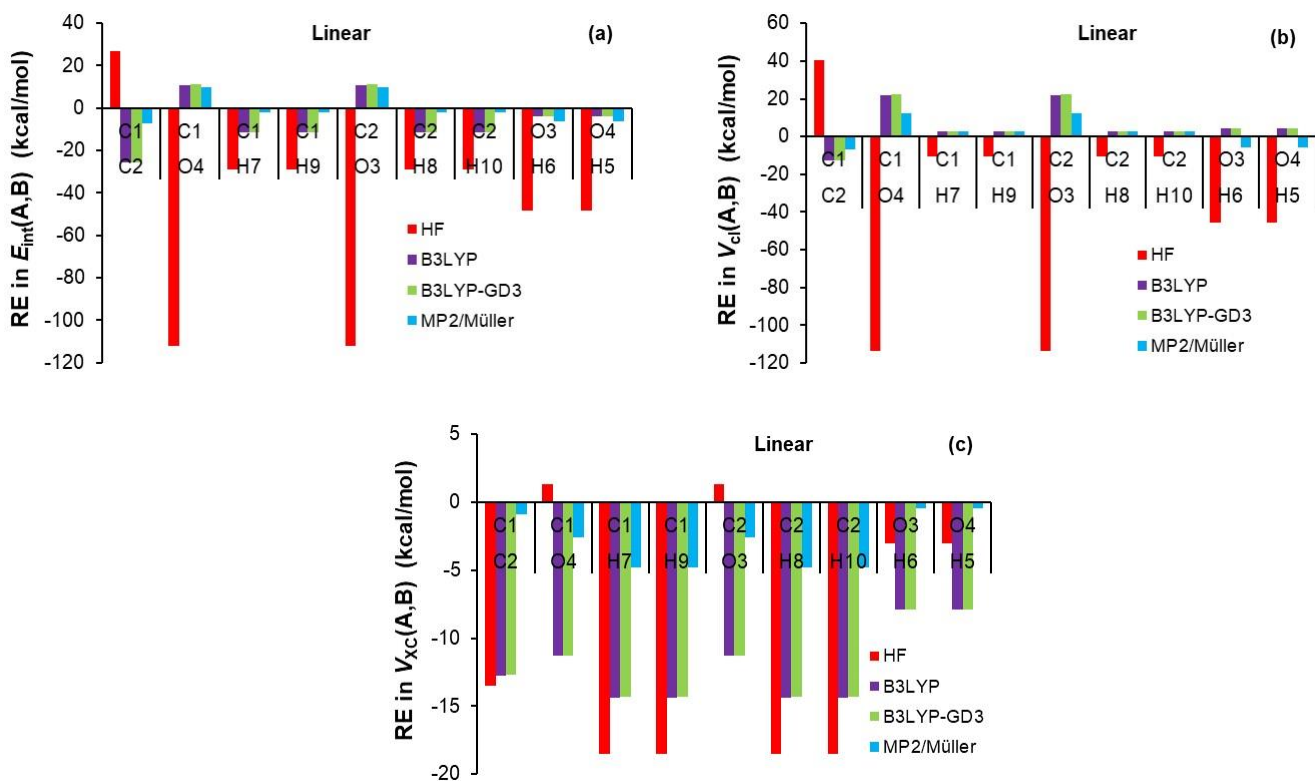 Linear
(a)
RE in E_int(A,B) (kcal/mol)
40
20
0
-20
-40
-60
-80
-100
-120
C1 C1 C1 C1 C2 C2 C2 O3 O4
C2 O4 H7 H9 O3 H8 H10 H6 H5
HF
B3LYP
B3LYP-GD3
MP2/Müller
Linear
(b)
RE in V_cl(A,B) (kcal/mol)
60
40
20
0
-20
-40
-60
-80
-100
-120
C1 C1 C1 C1 C2 C2 C2 O3 O4
C2 O4 H7 H9 O3 H8 H10 H6 H5
HF
B3LYP
B3LYP-GD3
MP2/Müller
Linear
(c)
RE in V_XC(A,B) (kcal/mol)
5
0
-5
-10
-15
-20
C1 C1 C1 C1 C2 C2 C2 O3 O4
C2 O4 H7 H9 O3 H8 H10 H6 H5
HF
B3LYP
B3LYP-GD3
MP2/Müller